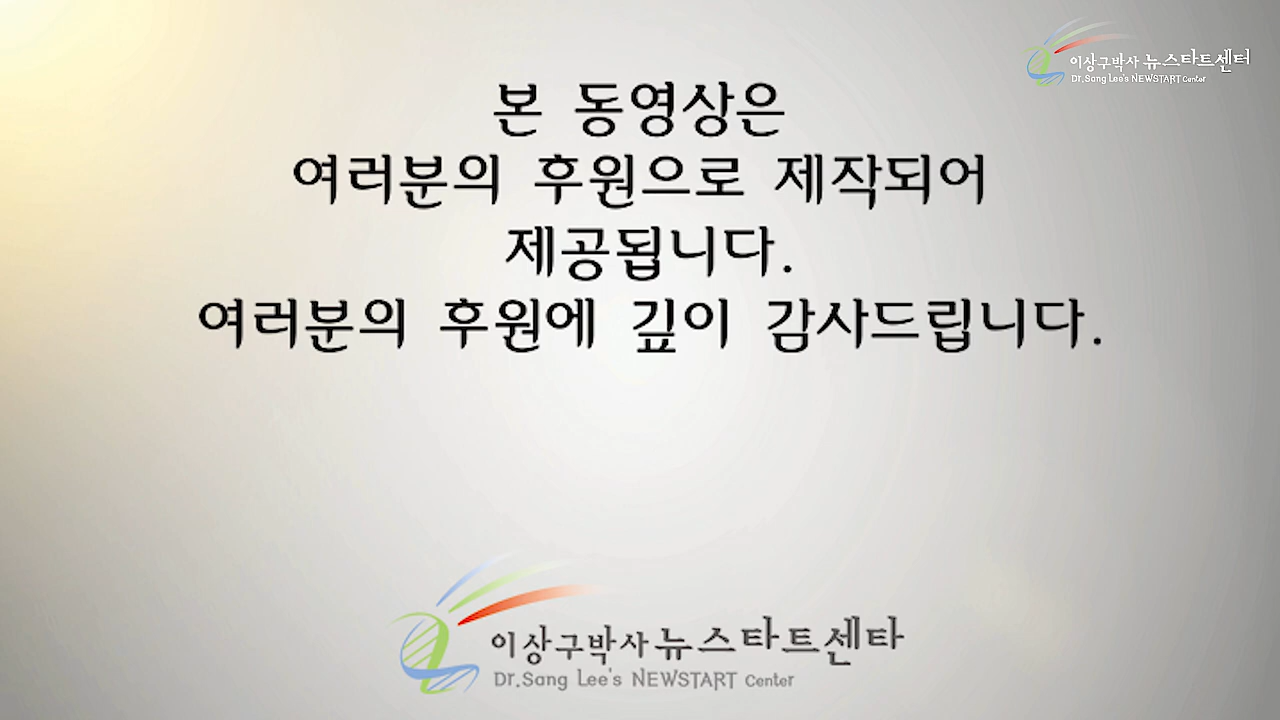 이상구박사 뉴스타트센터
Dr.Sang Lee's NEWSTART Center
본 동영상은
여러분의 후원으로 제작되어
제공됩니다.
여러분의 후원에 깊이 감사드립니다.
이상구박사 뉴스타트센타
Dr.Sang Lee's NEWSTART Center